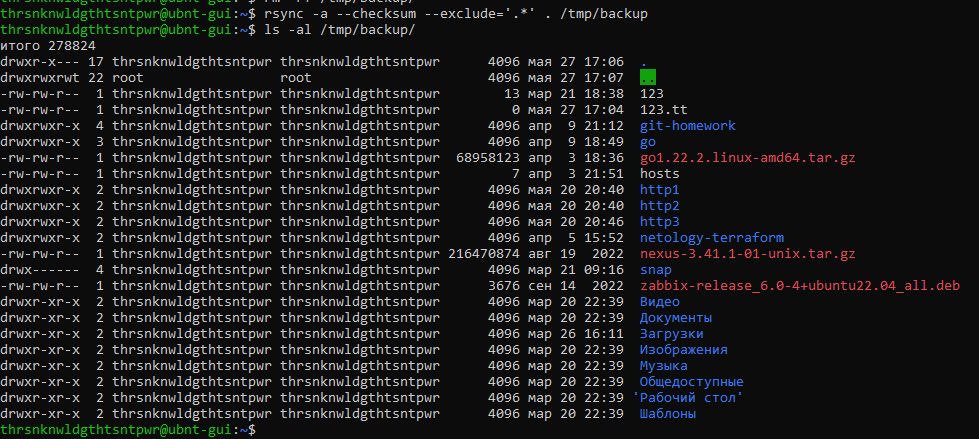 thrsnknwldgthtsntpwr@ubnt-gui:~$ rsync -a --checksum --exclude='.*' . /tmp/backup
thrsnknwldgthtsntpwr@ubnt-gui:~$ ls -al /tmp/backup/
итого 278824
drwxr-x--- 17 thrsnknwldgthtsntpwr thrsnknwldgthtsntpwr 4096 мая 27 17:06 .
drwxrwxrwt 22 root root 4096 мая 27 17:07 ..
-rw-rw-r-- 1 thrsnknwldgthtsntpwr thrsnknwldgthtsntpwr 13 мар 21 18:38 123
-rw-rw-r-- 1 thrsnknwldgthtsntpwr thrsnknwldgthtsntpwr 0 мая 27 17:04 123.tt
drwxrwxr-x 4 thrsnknwldgthtsntpwr thrsnknwldgthtsntpwr 4096 апр 9 21:12 git-homework
drwxrwxr-x 3 thrsnknwldgthtsntpwr thrsnknwldgthtsntpwr 4096 апр 9 18:49 go
-rw-rw-r-- 1 thrsnknwldgthtsntpwr thrsnknwldgthtsntpwr 68958123 апр 3 18:36 go1.22.2.linux-amd64.tar.gz
-rw-rw-r-- 1 thrsnknwldgthtsntpwr thrsnknwldgthtsntpwr 7 апр 3 21:51 hosts
drwxrwxr-x 2 thrsnknwldgthtsntpwr thrsnknwldgthtsntpwr 4096 мая 20 20:40 http1
drwxrwxr-x 2 thrsnknwldgthtsntpwr thrsnknwldgthtsntpwr 4096 мая 20 20:40 http2
drwxrwxr-x 2 thrsnknwldgthtsntpwr thrsnknwldgthtsntpwr 4096 мая 20 20:46 http3
drwxrwxr-x 2 thrsnknwldgthtsntpwr thrsnknwldgthtsntpwr 4096 апр 5 15:52 netology-terraform
-rw-rw-r-- 1 thrsnknwldgthtsntpwr thrsnknwldgthtsntpwr 216470874 авг 19 2022 nexus-3.41.1-01-unix.tar.gz
drwx------ 4 thrsnknwldgthtsntpwr thrsnknwldgthtsntpwr 4096 мар 21 09:16 snap
-rw-rw-r-- 1 thrsnknwldgthtsntpwr thrsnknwldgthtsntpwr 3676 сен 14 2022 zabbix-release_6.0-4+ubuntu22.04_all.deb
drwxr-xr-x 2 thrsnknwldgthtsntpwr thrsnknwldgthtsntpwr 4096 мар 20 22:39 Видео
drwxr-xr-x 2 thrsnknwldgthtsntpwr thrsnknwldgthtsntpwr 4096 мар 20 22:39 Документы
drwxr-xr-x 2 thrsnknwldgthtsntpwr thrsnknwldgthtsntpwr 4096 мар 26 16:11 Загрузки
drwxr-xr-x 2 thrsnknwldgthtsntpwr thrsnknwldgthtsntpwr 4096 мар 20 22:39 Изображения
drwxr-xr-x 2 thrsnknwldgthtsntpwr thrsnknwldgthtsntpwr 4096 мар 20 22:39 Музыка
drwxr-xr-x 2 thrsnknwldgthtsntpwr thrsnknwldgthtsntpwr 4096 мар 20 22:39 Общедоступные
drwxr-xr-x 2 thrsnknwldgthtsntpwr thrsnknwldgthtsntpwr 4096 мар 20 22:39 'Рабочий стол'
drwxr-xr-x 2 thrsnknwldgthtsntpwr thrsnknwldgthtsntpwr 4096 мар 20 22:39 Шаблоны
thrsnknwldgthtsntpwr@ubnt-gui:~$